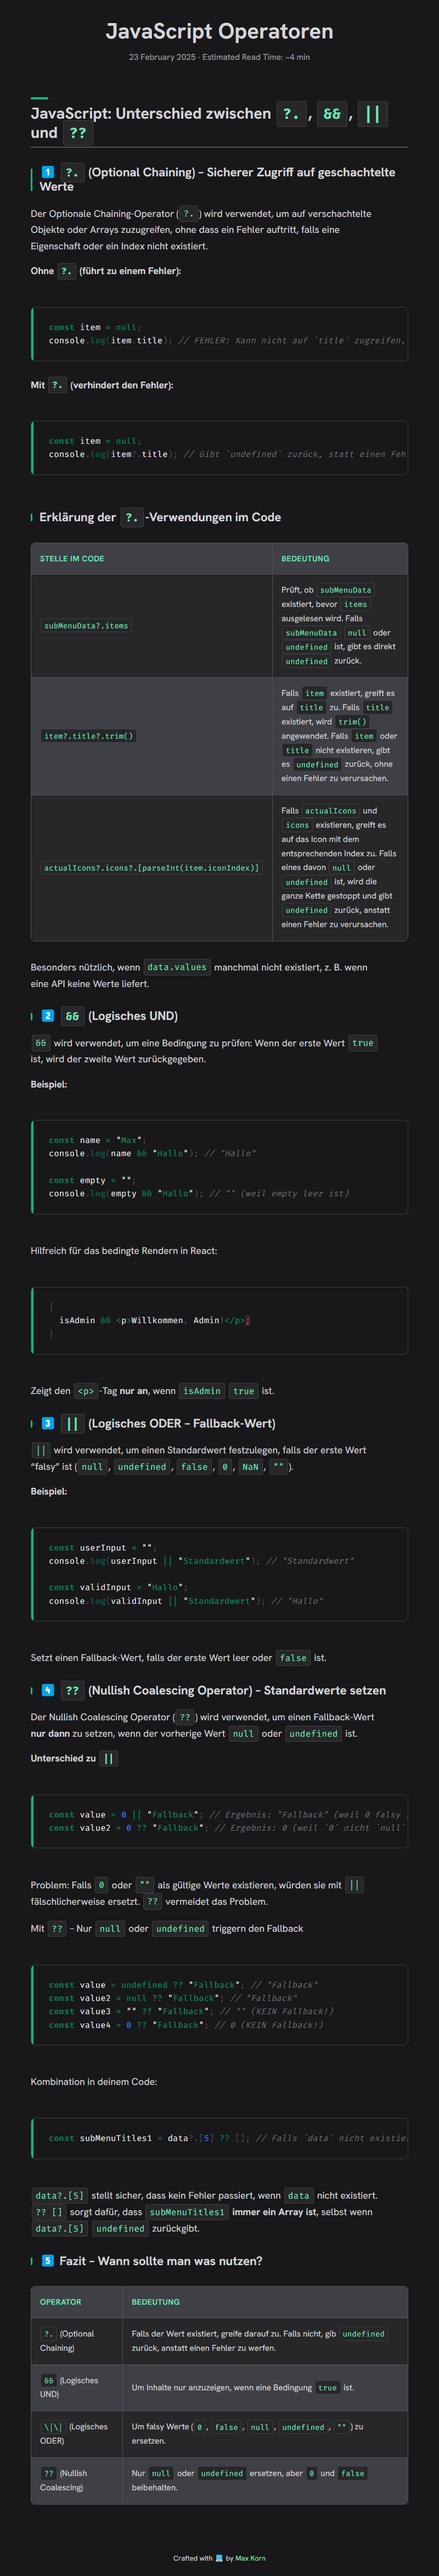 JavaScript Operatoren
23 February 2025 - Estimated Read Time: ~4 min
JavaScript: Unterschied zwischen ?. , && , ||
und ??
1 ?. (Optional Chaining) – Sicherer Zugriff auf geschachtelte
Werte
Der Optionale Chaining-Operator ( ?. ) wird verwendet, um auf verschachtelte
Objekte oder Arrays zuzugreifen, ohne dass ein Fehler auftritt, falls eine
Eigenschaft oder ein Index nicht existiert.
Ohne ?. (führt zu einem Fehler):
const item = null;
console.log(item.title); // FEHLER: Kann nicht auf `title` zugreifen,
Mit ?. (verhindert den Fehler):
const item = null;
console.log(item?.title); // Gibt `undefined` zurück, statt einen Feh
Erklärung der ?. -Verwendungen im Code
STELLE IM CODE BEDEUTUNG
subMenuData?.items
Prüft, ob subMenuData
existiert, bevor items
ausgelesen wird. Falls
subMenuData null oder
undefined ist, gibt es direkt
undefined zurück.
item?.title?.trim()
Falls item existiert, greift es
auf title zu. Falls title
existiert, wird trim()
angewendet. Falls item oder
title nicht existieren, gibt
es undefined zurück, ohne
einen Fehler zu verursachen.
actualIcons?.icons?.[parseInt(item.iconIndex)]
Falls actualIcons und
icons existieren, greift es
auf das Icon mit dem
entsprechenden Index zu. Falls
eines davon null oder
undefined ist, wird die
ganze Kette gestoppt und gibt
undefined zurück, anstatt
einen Fehler zu verursachen.
Besonders nützlich, wenn data.values manchmal nicht existiert, z. B. wenn
eine API keine Werte liefert.
2 && (Logisches UND)
&& wird verwendet, um eine Bedingung zu prüfen: Wenn der erste Wert true
ist, wird der zweite Wert zurückgegeben.
Beispiel:
const name = "Max";
console.log(name && "Hallo"); // "Hallo"
const empty = "";
console.log(empty && "Hallo"); // "" (weil empty leer ist)
Hilfreich für das bedingte Rendern in React:
{
isAdmin && <p>Willkommen, Admin!</p>;
}
Zeigt den <p> -Tag nur an, wenn isAdmin true ist.
3 || (Logisches ODER – Fallback-Wert)
|| wird verwendet, um einen Standardwert festzulegen, falls der erste Wert
“falsy” ist ( null , undefined , false , 0 , NaN , "" ).
Beispiel:
const userInput = "";
console.log(userInput || "Standardwert"); // "Standardwert"
const validInput = "Hallo";
console.log(validInput || "Standardwert"); // "Hallo"
Setzt einen Fallback-Wert, falls der erste Wert leer oder false ist.
4 ?? (Nullish Coalescing Operator) – Standardwerte setzen
Der Nullish Coalescing Operator ( ?? ) wird verwendet, um einen Fallback-Wert
nur dann zu setzen, wenn der vorherige Wert null oder undefined ist.
Unterschied zu ||
const value = 0 || "Fallback"; // Ergebnis: "Fallback" (weil 0 falsy
const value2 = 0 ?? "Fallback"; // Ergebnis: 0 (weil `0` nicht `null`
Problem: Falls 0 oder "" als gültige Werte existieren, würden sie mit ||
fälschlicherweise ersetzt. ?? vermeidet das Problem.
Mit ?? – Nur null oder undefined triggern den Fallback
const value = undefined ?? "Fallback"; // "Fallback"
const value2 = null ?? "Fallback"; // "Fallback"
const value3 = "" ?? "Fallback"; // "" (KEIN Fallback!)
const value4 = 0 ?? "Fallback"; // 0 (KEIN Fallback!)
Kombination in deinem Code:
const subMenuTitles1 = data?.[5] ?? []; // Falls `data` nicht existie
data?.[5] stellt sicher, dass kein Fehler passiert, wenn data nicht existiert.
?? [] sorgt dafür, dass subMenuTitles1 immer ein Array ist, selbst wenn
data?.[5] undefined zurückgibt.
5 Fazit – Wann sollte man was nutzen?
OPERATOR BEDEUTUNG
?. (Optional
Chaining)
Falls der Wert existiert, greife darauf zu. Falls nicht, gib undefined
zurück, anstatt einen Fehler zu werfen.
&& (Logisches
UND)
Um Inhalte nur anzuzeigen, wenn eine Bedingung true ist.
\|\| (Logisches
ODER)
Um falsy Werte ( 0 , false , null , undefined , "" ) zu
ersetzen.
?? (Nullish
Coalescing)
Nur null oder undefined ersetzen, aber 0 und false
beibehalten.
Crafted with by Max Korn